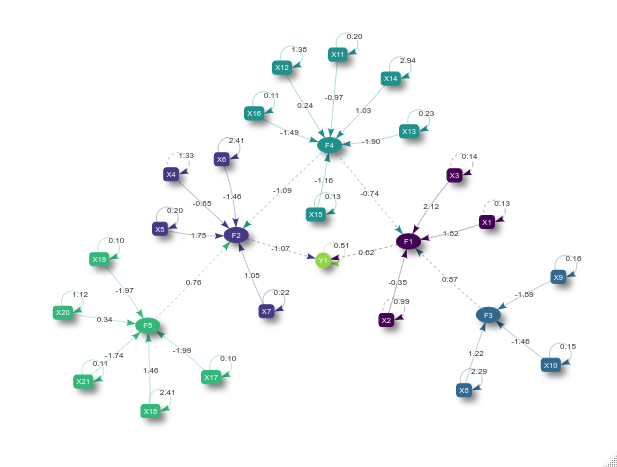 0.20
1.38
X11
X12
2.94
X14
0.11
0.24
-0.97
1.03
X16
0.23
-1.49
X13
-1.90
F4
2.41
1.33
X6
X4
0.14
X3
-1.16
-1.09
-0.74
-1.46
-0.65
2.12
0.20
0.13
0.13
X5
1.75
X15
F2
X1
1.52
F1
0.10
-1.07
0.51
0.62
X19
Y1
0.16
X9
0.76
1.05
-0.35
0.57
-1.97
-1.59
1.12
0.22
0.99
X20
0.34
X7
X2
F3
F5
-1.46
0.15
-1.74
-1.99
1.22
0.11
0.10
X10
1.46
2.29
X21
X17
X8
2.41
X18